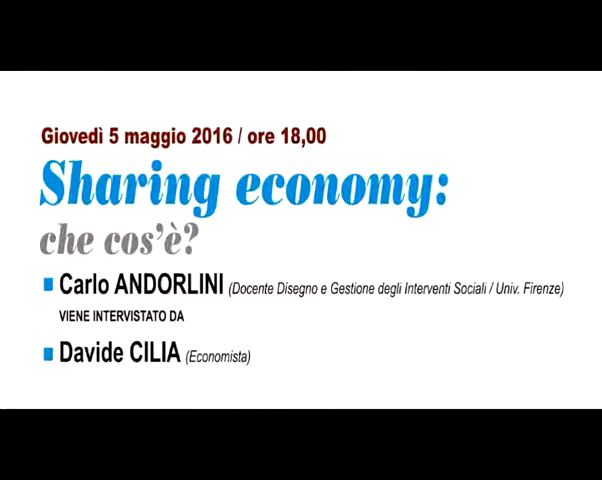 Giovedì 5 maggio 2016 / ore 18,00
Sharing economy:
che cos'è?
Carlo ANDORLINI (Docente Disegno e Gestione degli Interventi Sociali / Univ. Firenze)
VIENE INTERVISTATO DA
Davide CILIA (Economista)